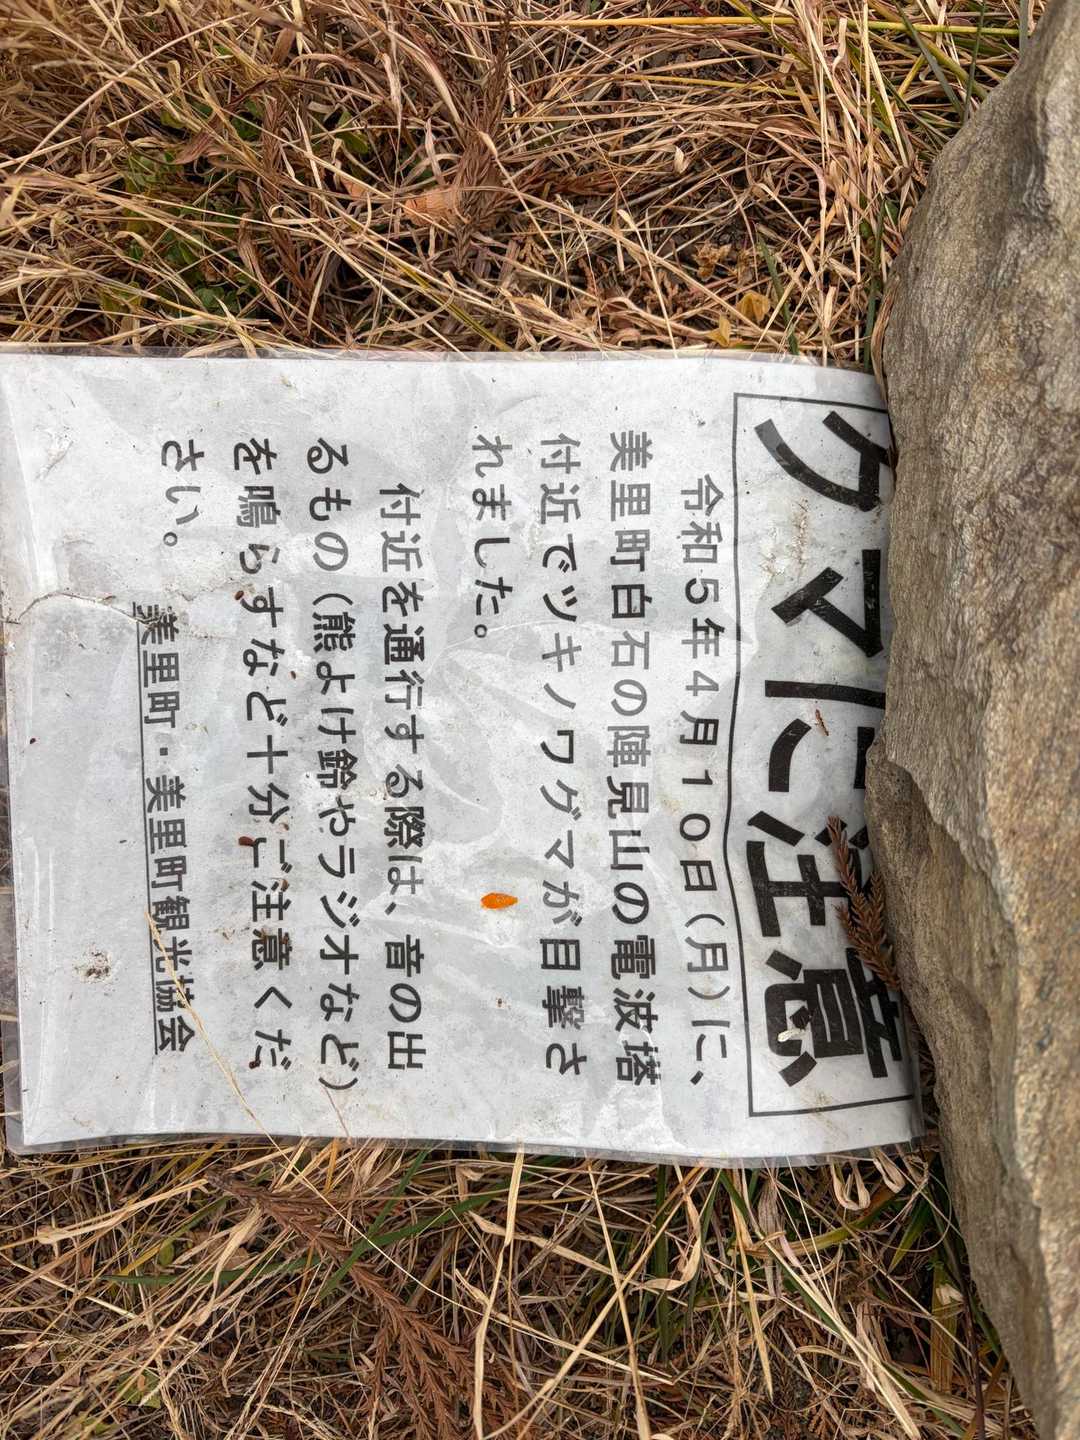 クマに注意
令和５年４月１０日（月）に、
美里町白石の陣見山の電波塔
付近でツキノワグマが目撃さ
れました。
付近を通行する際は、音の出
るもの（熊よけ鈴やラジオなど）
を鳴らすなど十分ご注意くだ
さい。
美里町・美里町観光協会